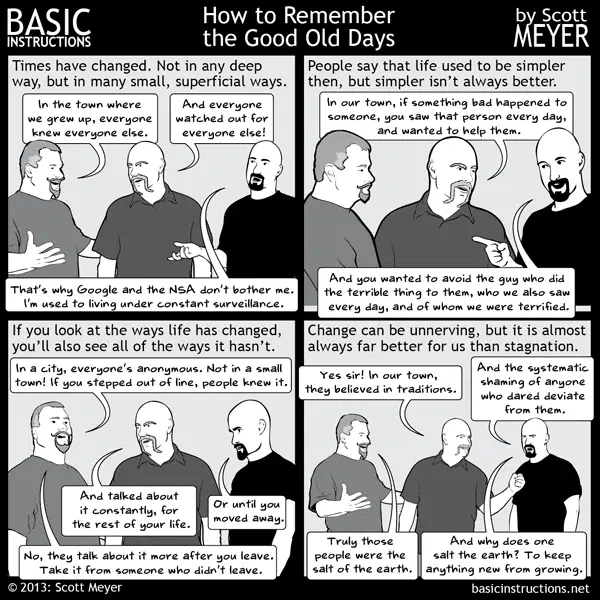 BASIC
INSTRUCTIONS
How to Remember
the Good Old Days
by Scott
MEYER
Times have changed. Not in any deep
way, but in many small, superficial ways.
In the town where
we grew up, everyone
knew everyone else.
And everyone
watched out for
everyone else!
That's why Google and the NSA don't bother me.
I'm used to living under constant surveillance.
People say that life used to be simpler
then, but simpler isn't always better.
In our town, if something bad happened to
someone, you saw that person every day,
and wanted to help them.
And you wanted to avoid the guy who did
the terrible thing to them, who we also saw
every day, and of whom we were terrified.
If you look at the ways life has changed,
you'll also see all of the ways it hasn't.
In a city, everyone's anonymous. Not in a small
town! If you stepped out of line, people knew it.
And talked about
it constantly, for
the rest of your life.
Or until you
moved away.
No, they talk about it more after you leave.
Take it from someone who didn't leave.
Change can be unnerving, but it is almost
always far better for us than stagnation.
Yes sir! In our town,
they believed in traditions.
And the systematic
shaming of anyone
who dared deviate
from them.
Truly those
people were the
salt of the earth.
And why does one
salt the earth? To keep
anything new from growing.
© 2013: Scott Meyer
basicinstructions.net